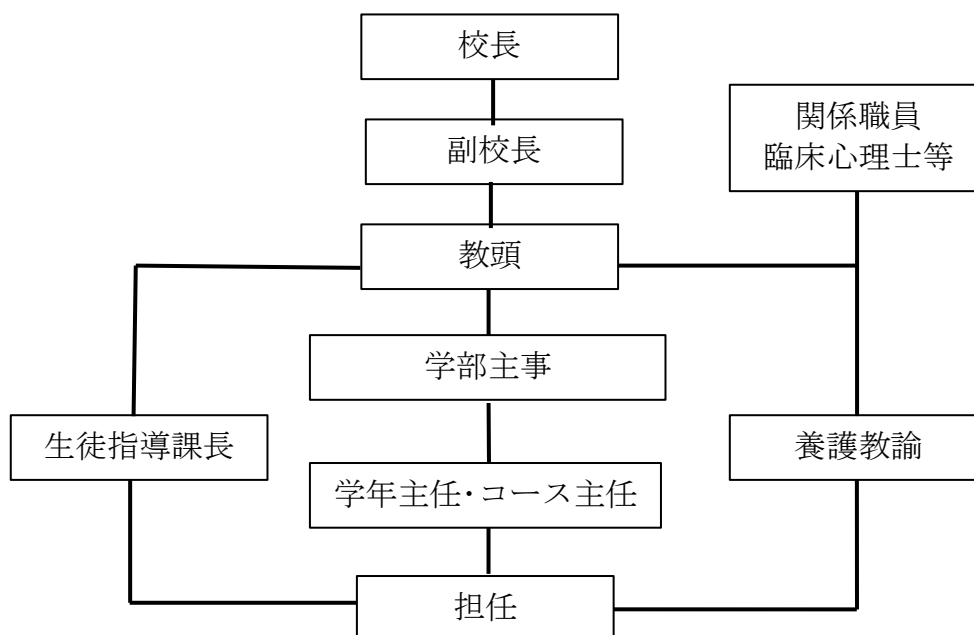 校長
関係職員
臨床心理士等
副校長
教頭
学部主事
生徒指導課長
養護教諭
学年主任・コース主任
担任